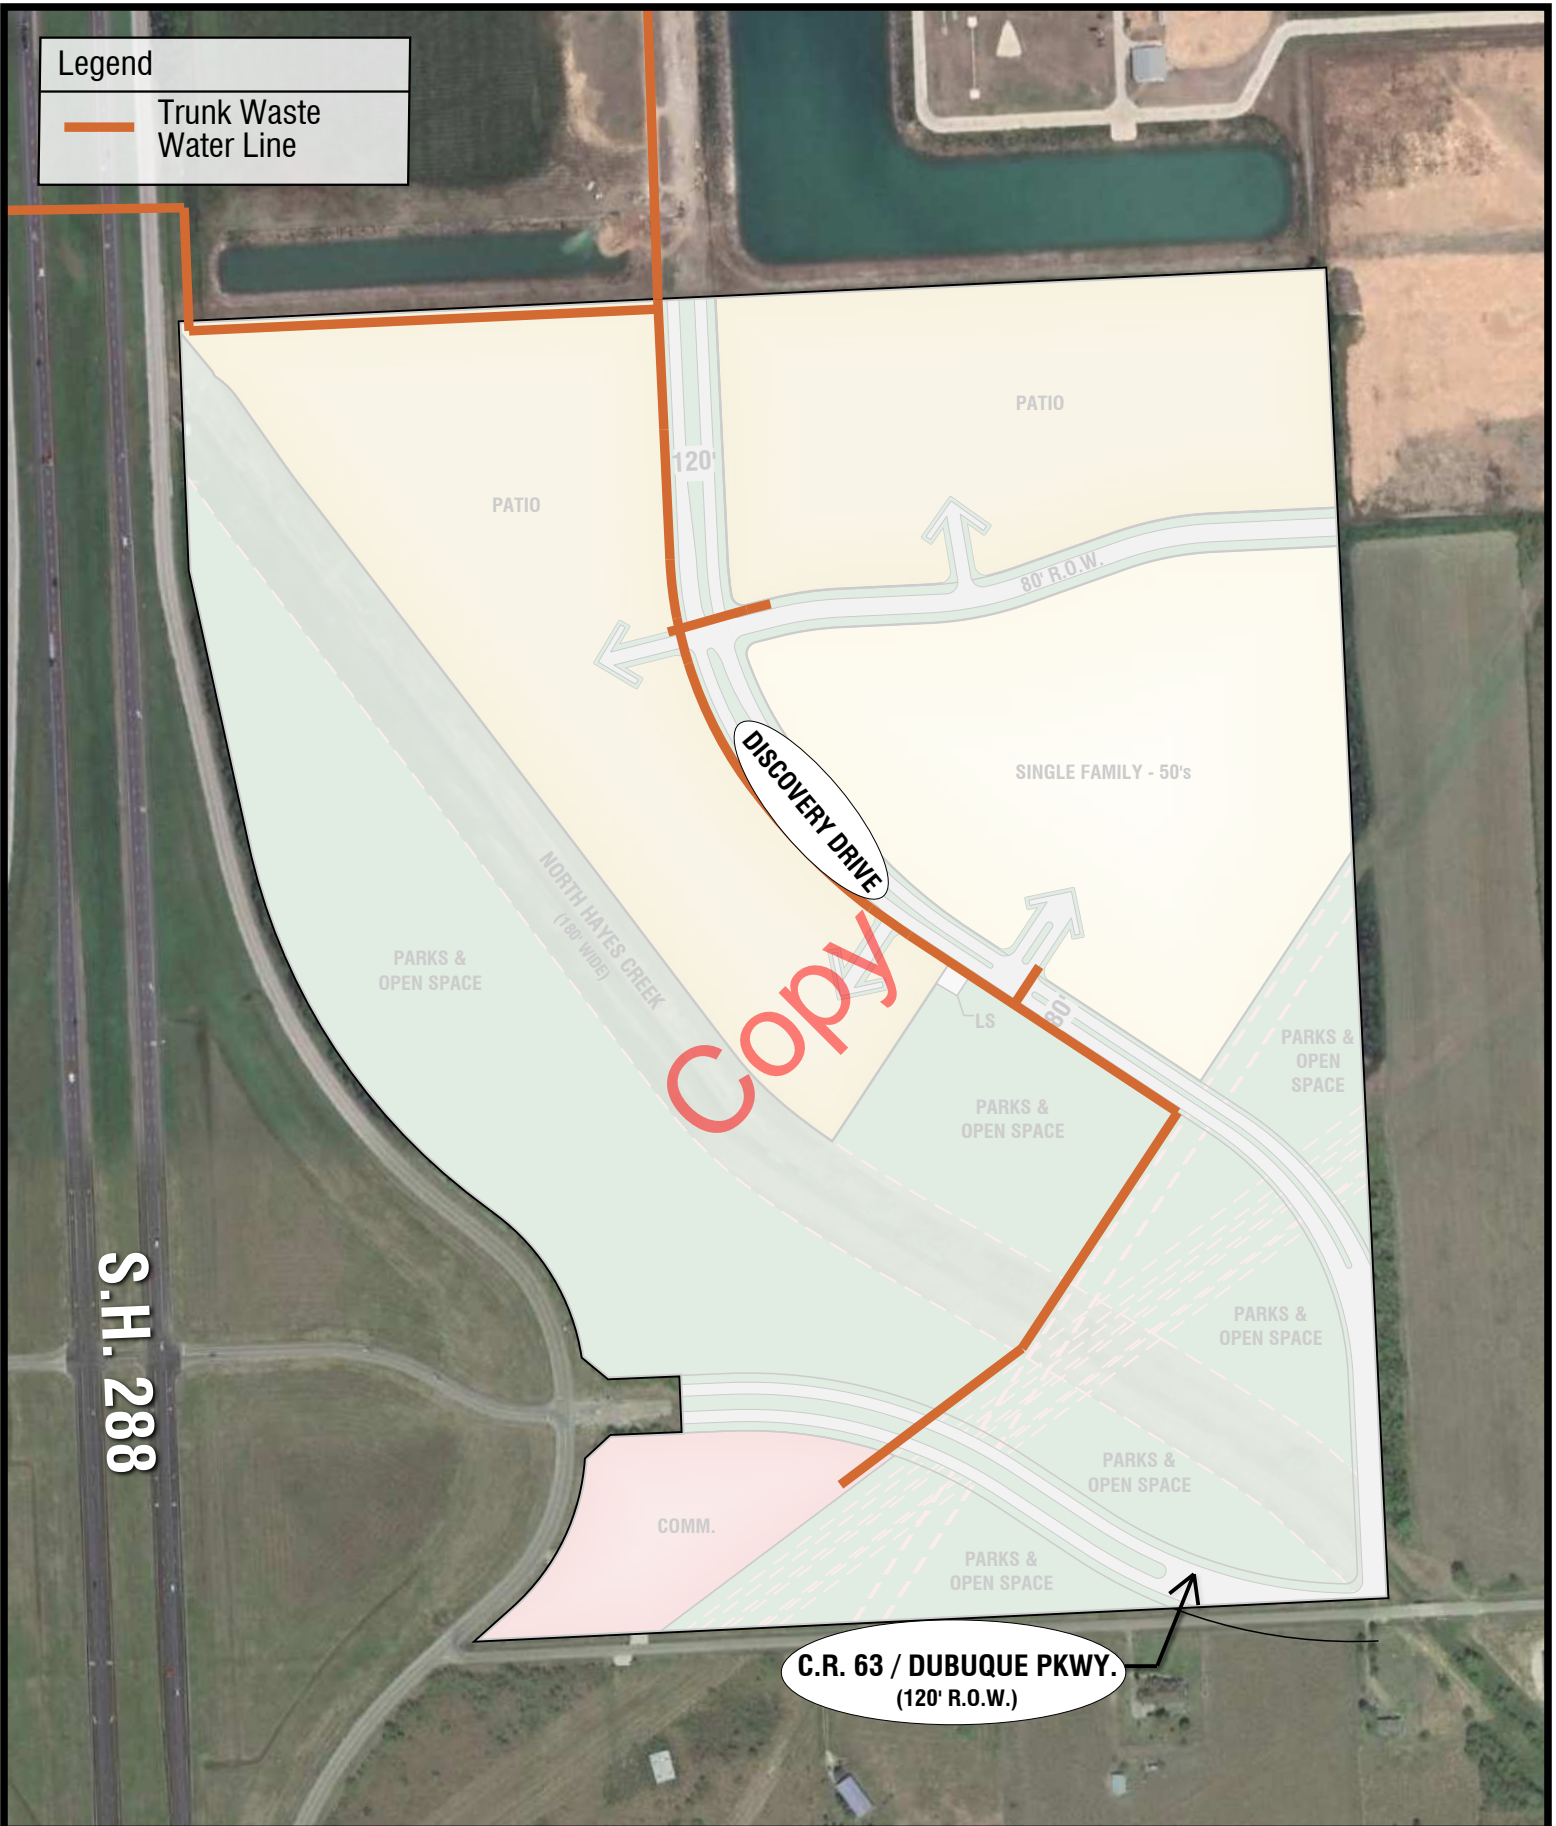 Legend
Trunk Waste
Water Line
PATIO
120'
PATIO
80' R.O.W.
DISCOVERY DRIVE
SINGLE FAMILY - 50's
NORTH HAYES CREEK
(180' WIDE)
PARKS &
OPEN SPACE
Copy
LS
80'
PARKS &
OPEN
SPACE
PARKS &
OPEN SPACE
S.H. 288
PARKS &
OPEN SPACE
PARKS &
OPEN SPACE
COMM.
PARKS &
OPEN SPACE
C.R. 63 / DUBUQUE PKWY.
(120' R.O.W.)